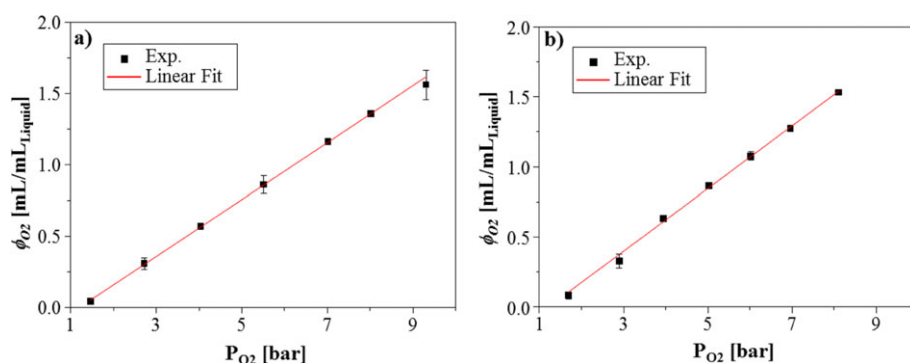 a)
Exp.
Linear Fit
2.0
1.5
1.0
0.5
0.0
1 3 5 7 9
ϕO2 [mL/mLLiquid]
PO2 [bar]
b)
Exp.
Linear Fit
2.0
1.5
1.0
0.5
0.0
1 3 5 7 9
ϕO2 [mL/mLLiquid]
PO2 [bar]